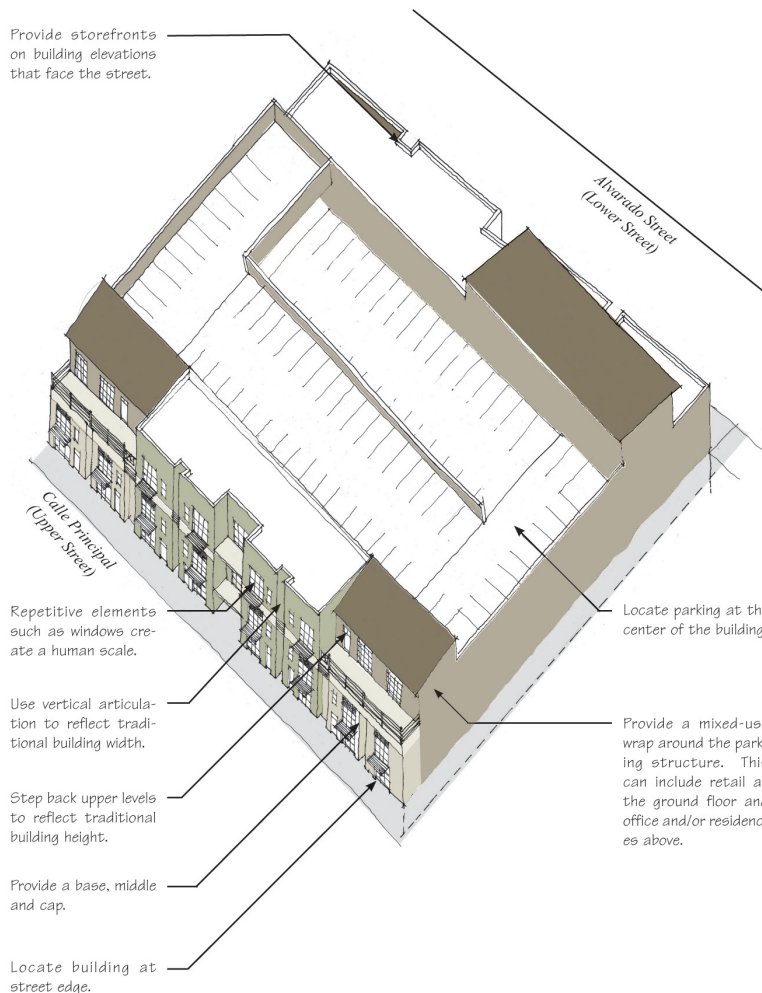 Provide storefronts
on building elevations
that face the street.
Alvarado Street
(Lower Street)
Calle Principal
(Upper Street)
Repetitive elements
such as windows cre-
ate a human scale.
Use vertical articula-
tion to reflect tradi-
tional building width.
Step back upper levels
to reflect traditional
building height.
Provide a base, middle
and cap.
Locate building at
street edge.
Locate parking at th
center of the building
Provide a mixed-us
wrap around the park
ing structure. This
can include retail a
the ground floor and
office and/or residenc
es above.